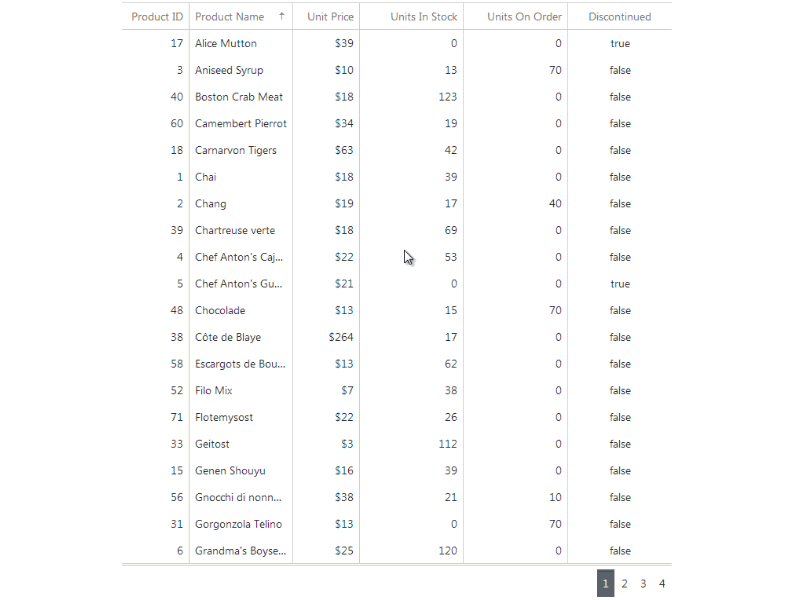 Product ID Product Name ↑ Unit Price Units In Stock Units On Order Discontinued
17 Alice Mutton $39 0 0 true
3 Aniseed Syrup $10 13 70 false
40 Boston Crab Meat $18 123 0 false
60 Camembert Pierrot $34 19 0 false
18 Carnarvon Tigers $63 42 0 false
1 Chai $18 39 0 false
2 Chang $19 17 40 false
39 Chartreuse verte $18 69 0 false
4 Chef Anton's Caj... $22 53 0 false
5 Chef Anton's Gu... $21 0 0 true
48 Chocolade $13 15 70 false
38 Côte de Blaye $264 17 0 false
58 Escargots de Bou... $13 62 0 false
52 Filo Mix $7 38 0 false
71 Flotemysost $22 26 0 false
33 Geitost $3 112 0 false
15 Genen Shouyu $16 39 0 false
56 Gnocchi di nonn... $38 21 10 false
31 Gorgonzola Telino $13 0 70 false
6 Grandma's Boyse... $25 120 0 false
1 2 3 4